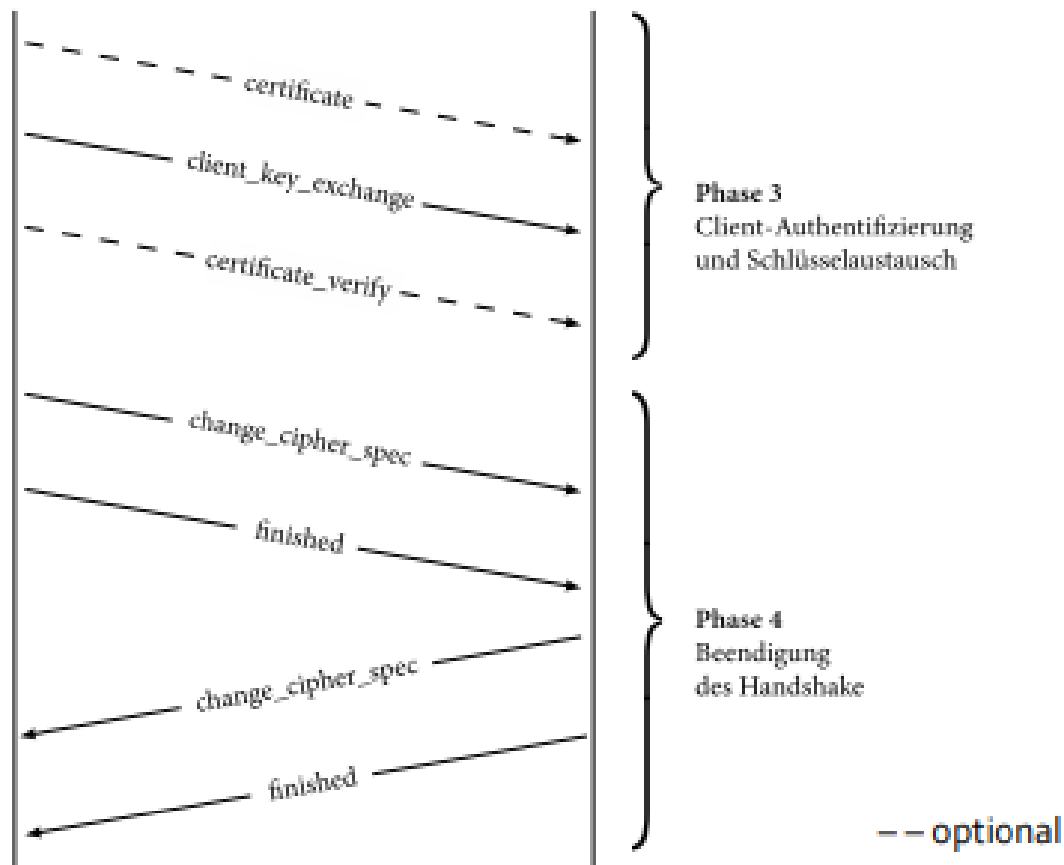 certificate
client_key_exchange
certificate_verify
Phase 3
Client-Authentifizierung
und Schlüsselaustausch
change_cipher_spec
finished
change_cipher_spec
finished
Phase 4
Beendigung
des Handshake
-- optional